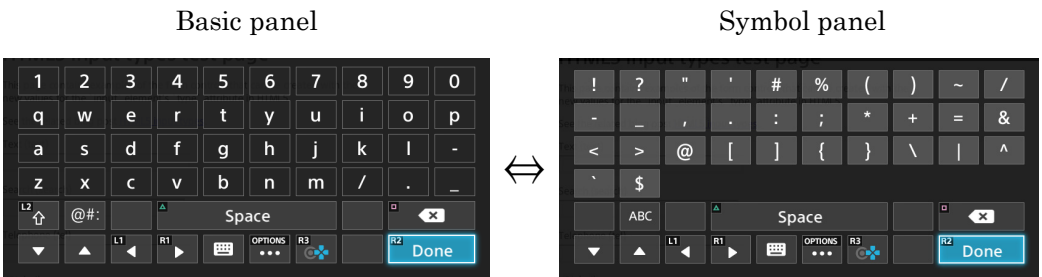 Basic panel
1 2 3 4 5 6 7 8 9 0
q w e r t y u i o p
a s d f g h j k l -
z x c v b n m / . _
L2 @#: Space
L1 R1 OPTIONS R3 R2 Done
Symbol panel
! ? " ' # % ( ) ~ /
- _ , . : ; * + = &
< > @ [ ] { } \ | ^
` $
ABC Space
L1 R1 OPTIONS R3 R2 Done